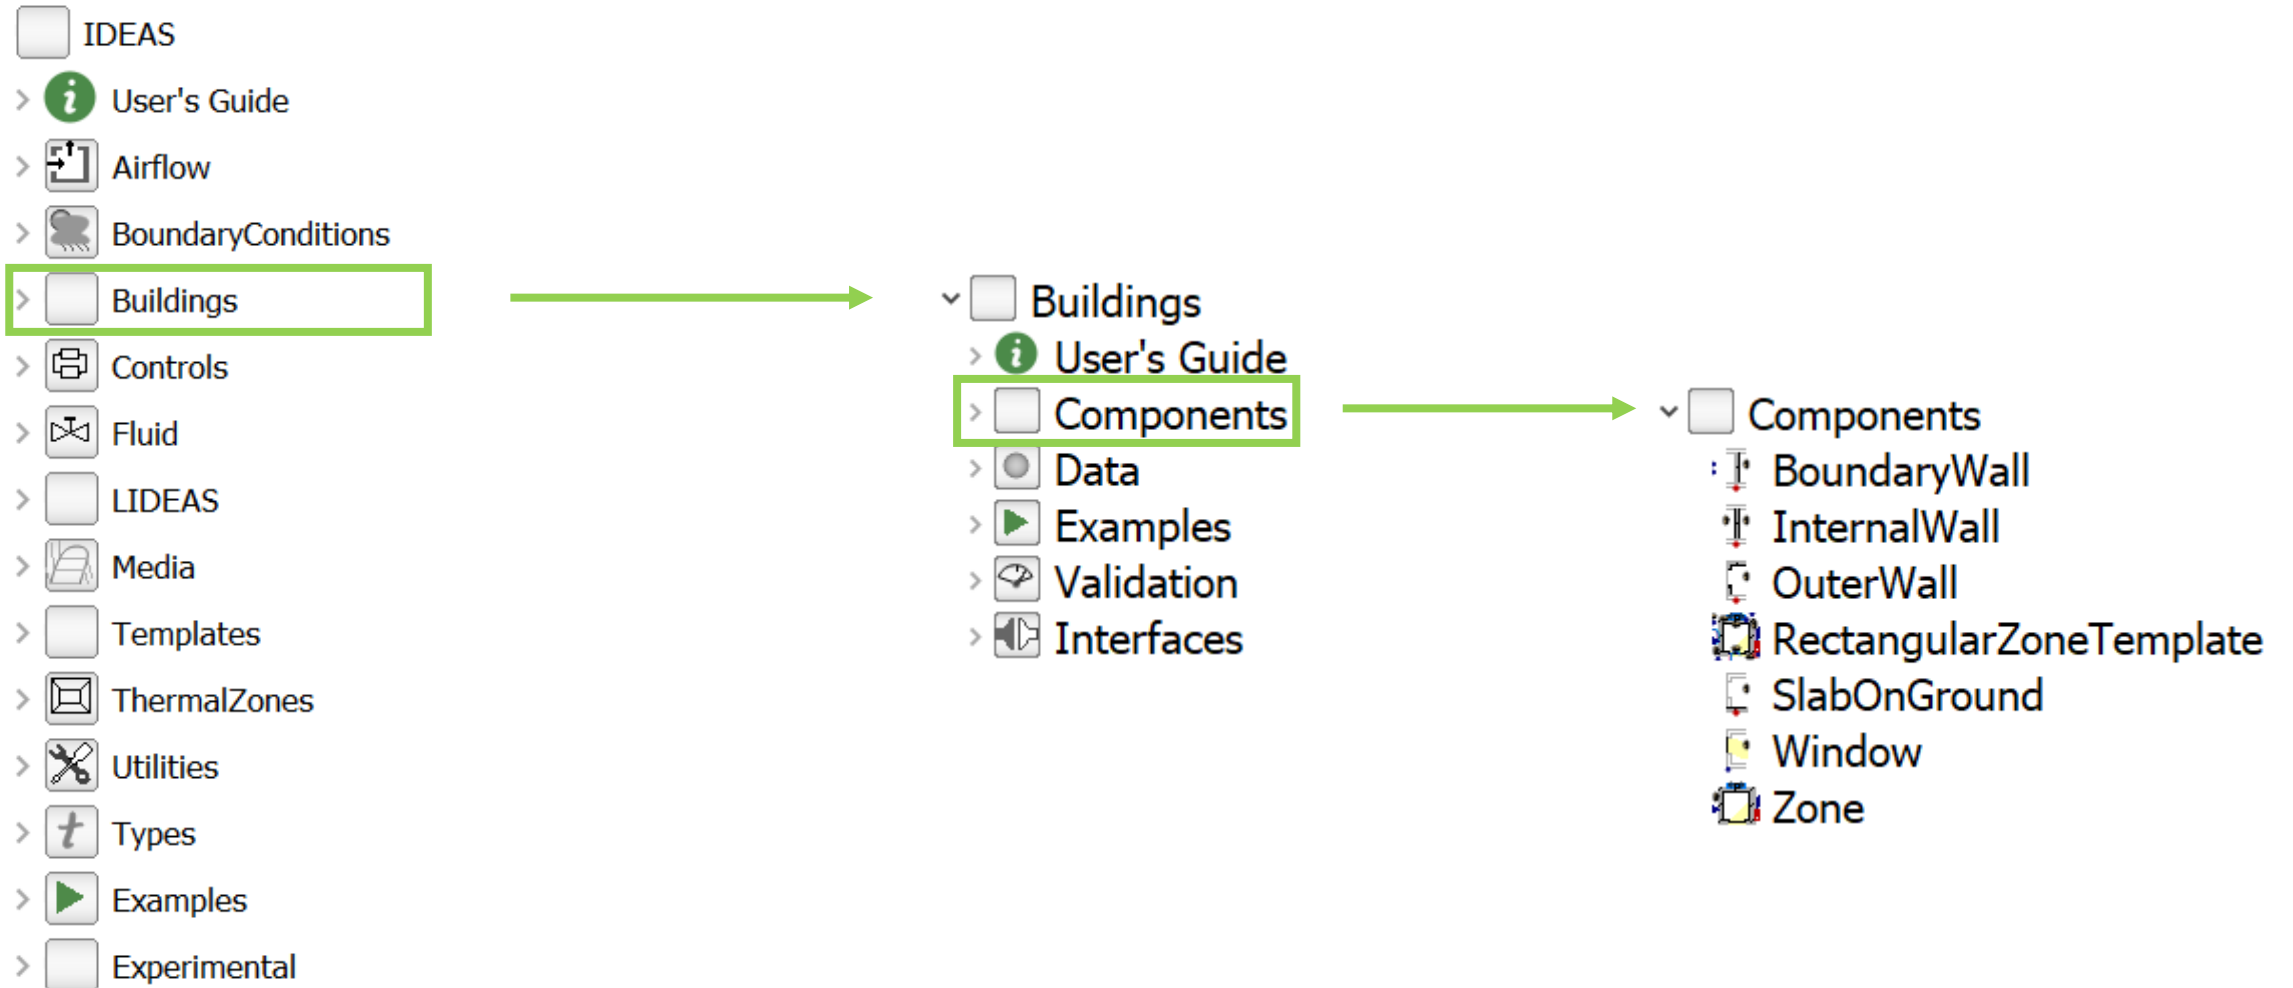 IDEAS
User's Guide
Airflow
BoundaryConditions
Buildings
Controls
Fluid
LIDEAS
Media
Templates
ThermalZones
Utilities
Types
Examples
Experimental
Buildings
User's Guide
Components
Data
Examples
Validation
Interfaces
Components
BoundaryWall
InternalWall
OuterWall
RectangularZoneTemplate
SlabOnGround
Window
Zone